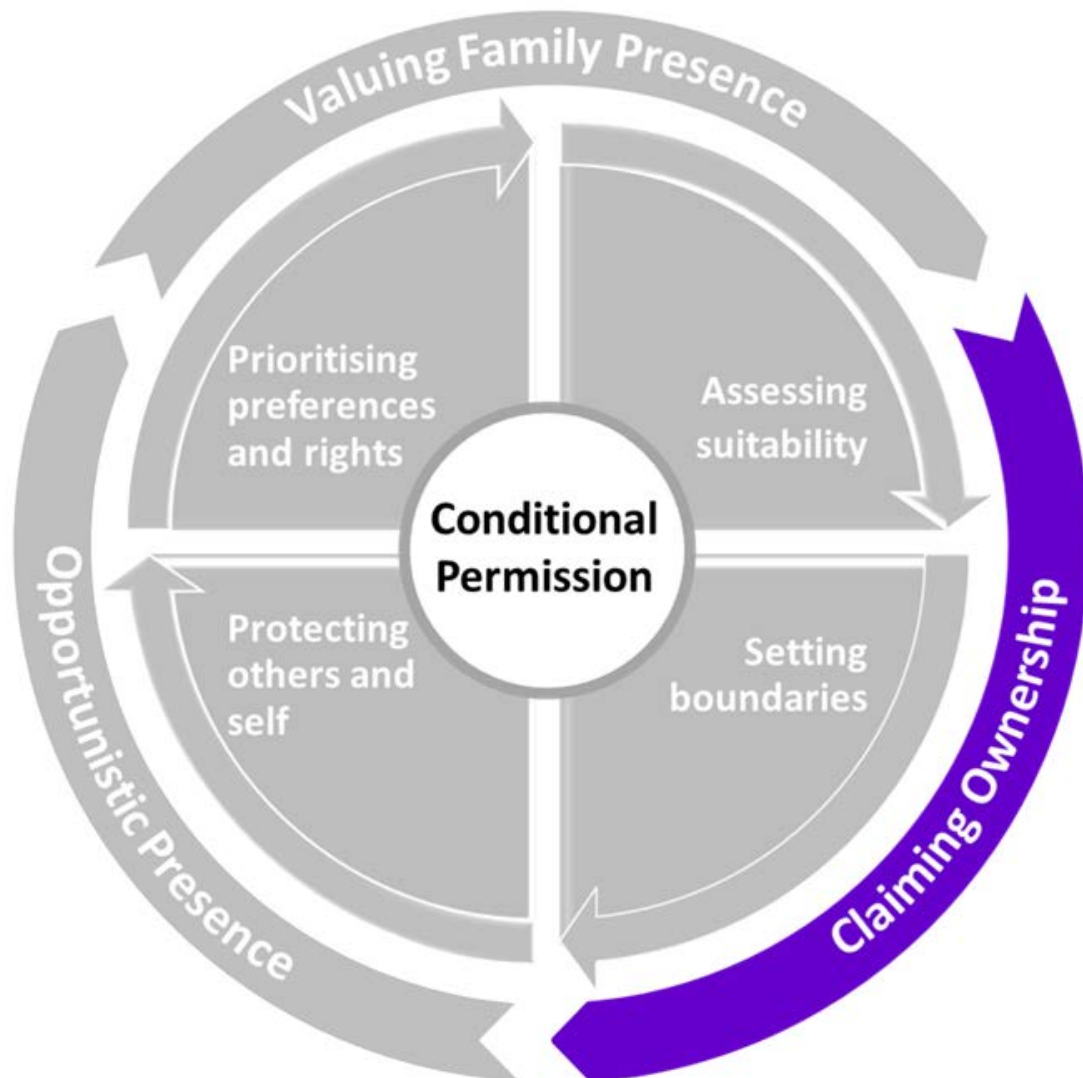 Valuing Family Presence
Prioritising
preferences
and rights
Assessing
suitability
Conditional
Permission
Protecting
others and
self
Setting
boundaries
Opportunistic Presence
Claiming Ownership